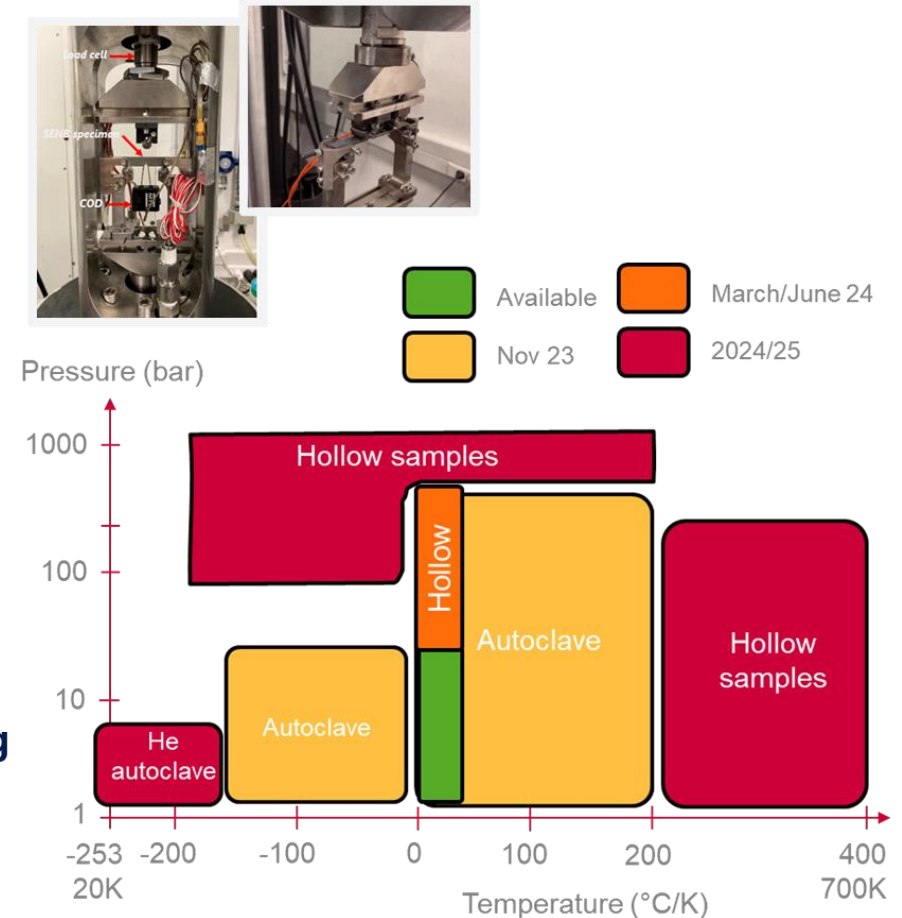 Load cell
SENB specimen
COD
Available
March/June 24
Nov 23
2024/25
Pressure (bar)
1000
Hollow samples
100
Hollow
Autoclave
Hollow
samples
10
Autoclave
g
He
autoclave
1
-253 -200 -100 0 100 200 400
20K 700K
Temperature (°C/K)